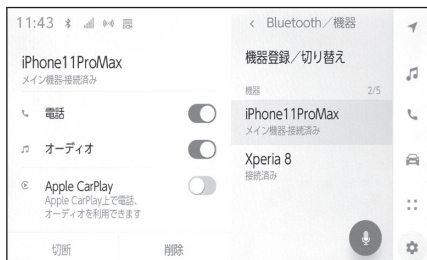 11:43
iPhone11ProMax
メイン機器-接続済み
電話
オーディオ
Apple CarPlay
Apple CarPlay上で電話、
オーディオを利用できます
切断
削除
< Bluetooth／機器
機器登録／切り替え
機器
2/5
iPhone11ProMax
メイン機器-接続済み
Xperia 8
接続済み